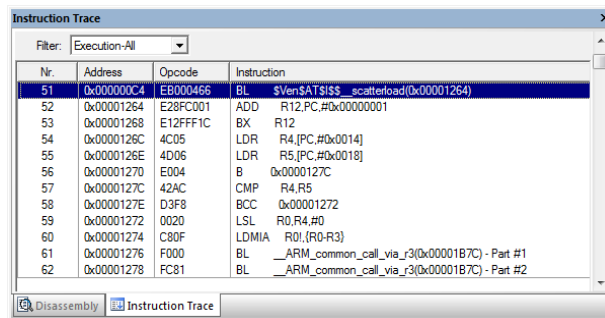 Instruction Trace
Filter: Execution-All
Nr. Address Opcode Instruction
51 0x000000C4 EB000466 BL $Ven$AT$I$$__scatterload(0x00001264)
52 0x00001264 E28FC001 ADD R12,PC,#0x00000001
53 0x00001268 E12FFF1C BX R12
54 0x0000126C 4C05 LDR R4,[PC,#0x0014]
55 0x0000126E 4D06 LDR R5,[PC,#0x0018]
56 0x00001270 E004 B 0x0000127C
57 0x0000127C 42AC CMP R4,R5
58 0x0000127E D3F8 BCC 0x00001272
59 0x00001272 0020 LSL R0,R4,#0
60 0x00001274 C80F LDMIA R0!,{R0-R3}
61 0x00001276 F000 BL __ARM_common_call_via_r3(0x00001B7C) - Part #1
62 0x00001278 FC81 BL __ARM_common_call_via_r3(0x00001B7C) - Part #2
Disassembly Instruction Trace